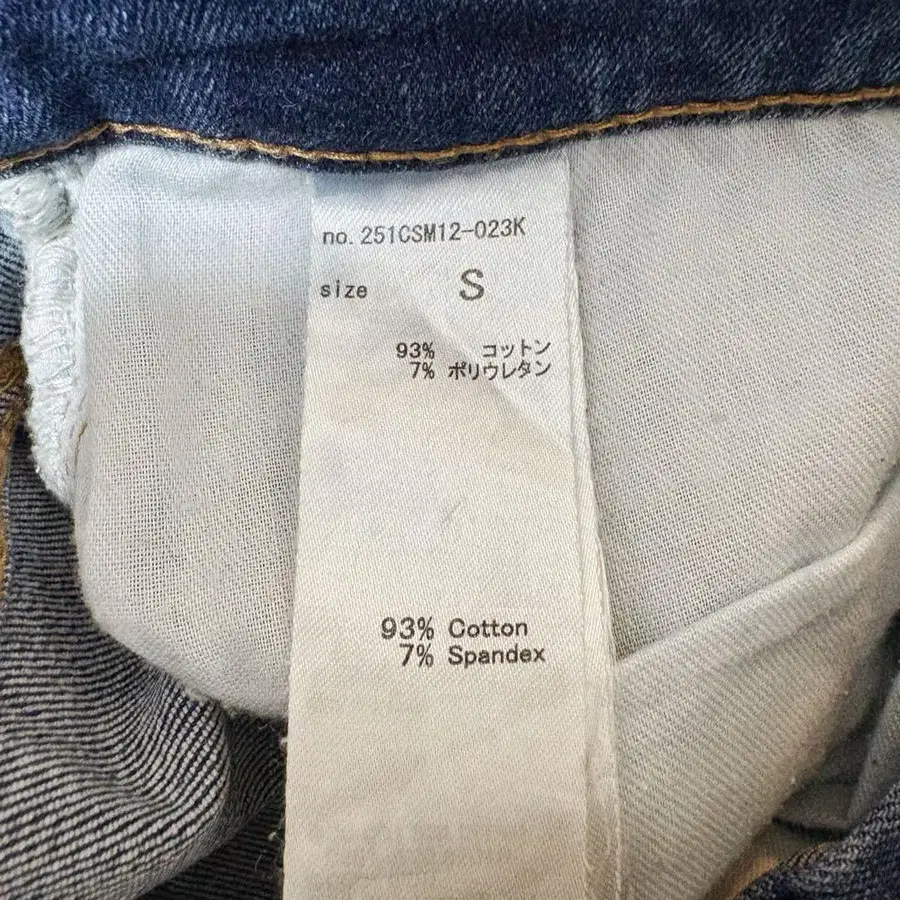 no. 251CSM12-023K
size S
93% コットン
7% ポリウレタン
93% Cotton
7% Spandex